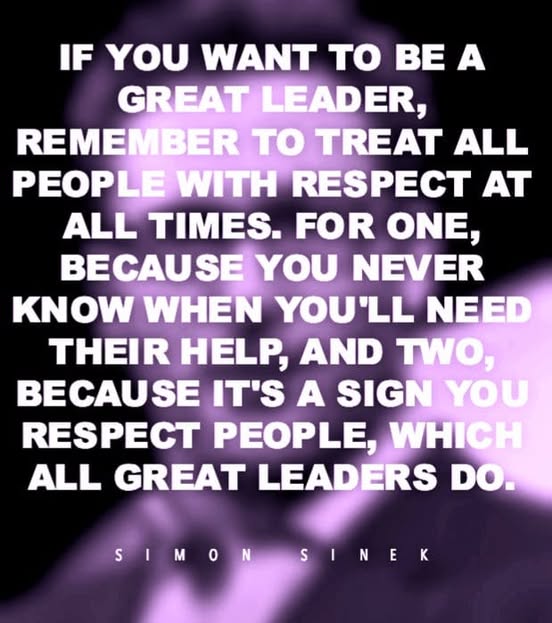 IF YOU WANT TO BE A
GREAT LEADER,
REMEMBER TO TREAT ALL
PEOPLE WITH RESPECT AT
ALL TIMES. FOR ONE,
BECAUSE YOU NEVER
KNOW WHEN YOU'LL NEED
THEIR HELP, AND TWO,
BECAUSE IT'S A SIGN YOU
RESPECT PEOPLE, WHICH
ALL GREAT LEADERS DO.
SIMON SINEK